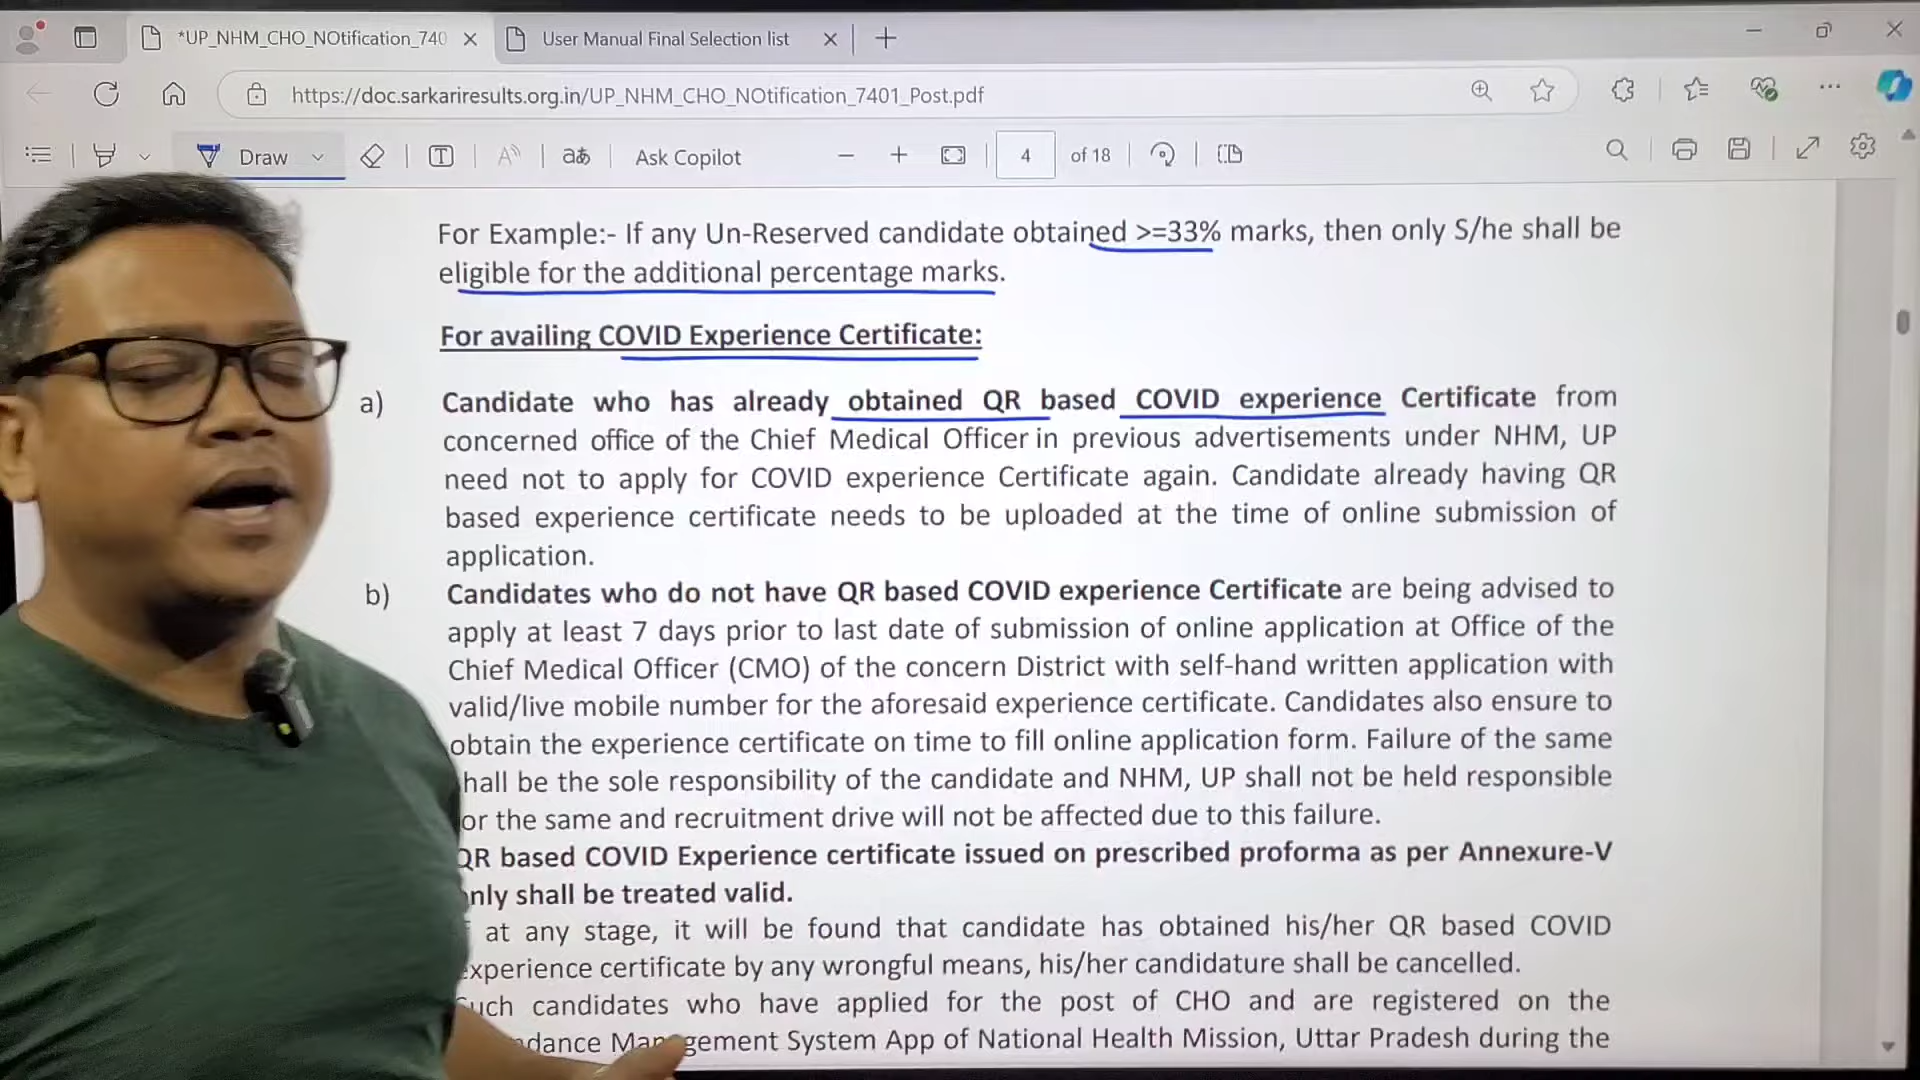 *UP_NHM_CHO_NOtification_740
User Manual Final Selection list
https://doc.sarkariresults.org.in/UP_NHM_CHO_NOtification_7401_Post.pdf
Draw
Ask Copilot
4
of 18
For Example:- If any Un-Reserved candidate obtained >=33% marks, then only S/he shall be
eligible for the additional percentage marks.
For availing COVID Experience Certificate:
a) Candidate who has already obtained QR based COVID experience Certificate from
concerned office of the Chief Medical Officer in previous advertisements under NHM, UP
need not to apply for COVID experience Certificate again. Candidate already having QR
based experience certificate needs to be uploaded at the time of online submission of
application.
b) Candidates who do not have QR based COVID experience Certificate are being advised to
apply at least 7 days prior to last date of submission of online application at Office of the
Chief Medical Officer (CMO) of the concern District with self-hand written application with
valid/live mobile number for the aforesaid experience certificate. Candidates also ensure to
obtain the experience certificate on time to fill online application form. Failure of the same
hall be the sole responsibility of the candidate and NHM, UP shall not be held responsible
or the same and recruitment drive will not be affected due to this failure.
QR based COVID Experience certificate issued on prescribed proforma as per Annexure-V
only shall be treated valid.
at any stage, it will be found that candidate has obtained his/her QR based COVID
experience certificate by any wrongful means, his/her candidature shall be cancelled.
Such candidates who have applied for the post of CHO and are registered on the
ndance Management System App of National Health Mission, Uttar Pradesh during the